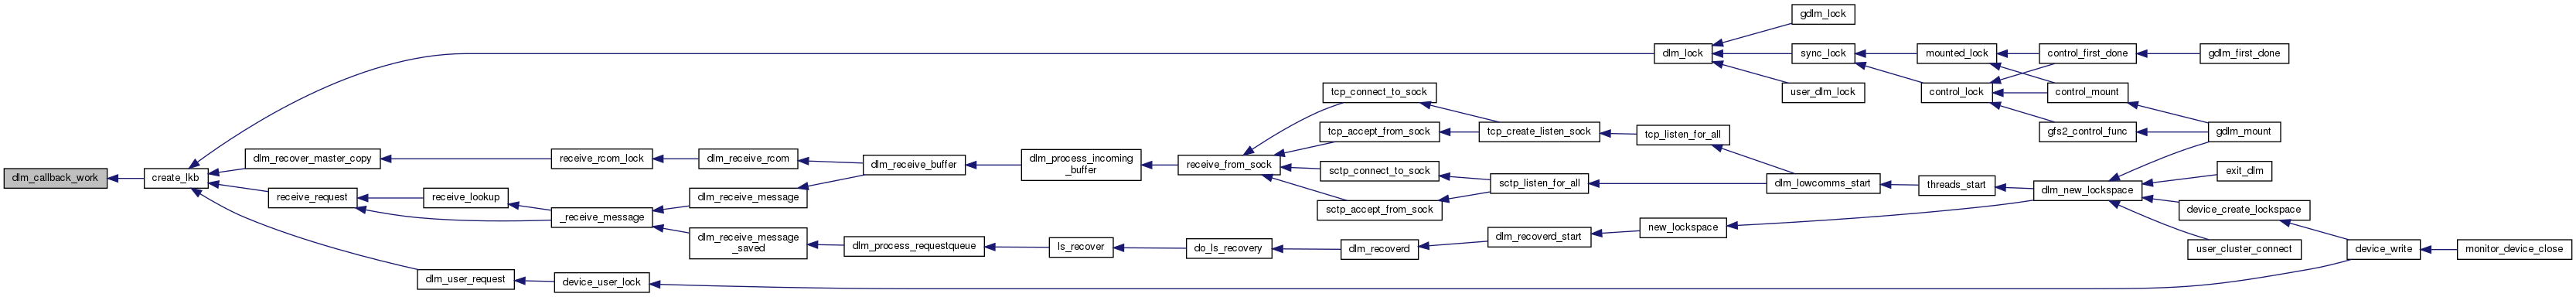 dlm_callback_work
create_lkb
dlm_recover_master_copy
receive_request
dlm_user_request
receive_lookup
device_user_lock
receive_rcom_lock
_receive_message
dlm_receive_rcom
dlm_receive_message
dlm_receive_message
_saved
dlm_receive_buffer
dlm_process_requestqueue
dlm_process_incoming
_buffer
ls_recover
receive_from_sock
do_ls_recovery
tcp_connect_to_sock
tcp_accept_from_sock
sctp_connect_to_sock
sctp_accept_from_sock
dlm_recoverd
tcp_create_listen_sock
sctp_listen_for_all
dlm_recoverd_start
tcp_listen_for_all
new_lockspace
dlm_lock
dlm_lowcomms_start
gdlm_lock
sync_lock
user_dlm_lock
threads_start
mounted_lock
control_lock
dlm_new_lockspace
control_first_done
control_mount
gfs2_control_func
gdlm_first_done
gdlm_mount
exit_dlm
device_create_lockspace
user_cluster_connect
device_write
monitor_device_close